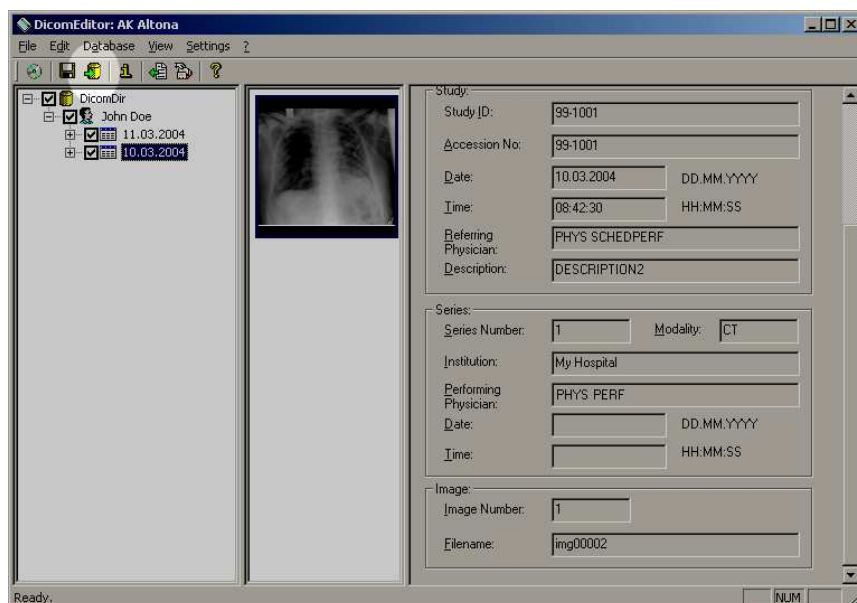 DicomEditor: AK Altona
File Edit Database View Settings ?
DicomDir
John Doe
11.03.2004
10.03.2004
Study:
Study ID: 99-1001
Accession No: 99-1001
Date: 10.03.2004 DD.MM.YYYY
Time: 08:42:30 HH:MM:SS
Referring
Physician: PHYS SCHEDPERF
Description: DESCRIPTION2
Series:
Series Number: 1 Modality: CT
Institution: My Hospital
Performing
Physician: PHYS PERF
Date: DD.MM.YYYY
Time: HH:MM:SS
Image:
Image Number: 1
Filename: img00002
Ready. NUM